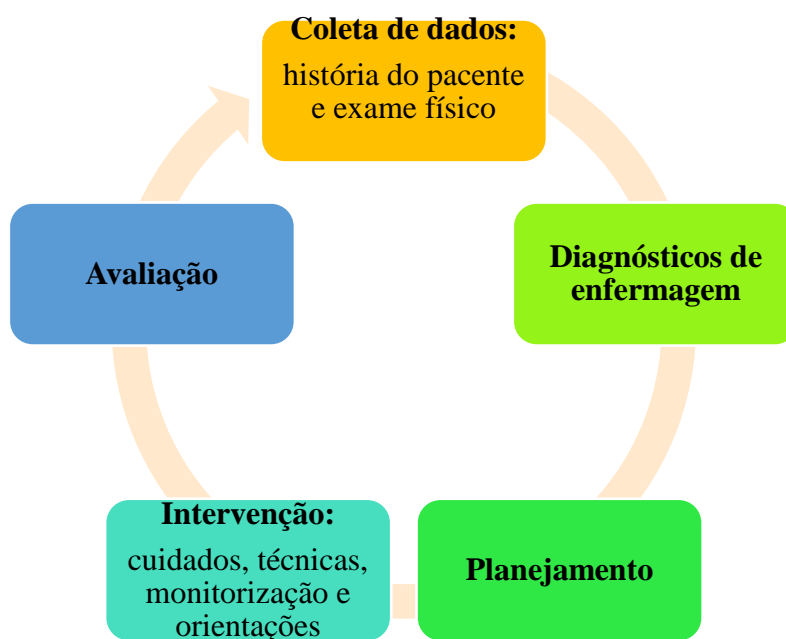 Coleta de dados:
história do pacente
e exame físico
Diagnósticos de
enfermagem
Planejamento
Intervenção:
cuidados, técnicas,
monitorização e
orientações
Avaliação